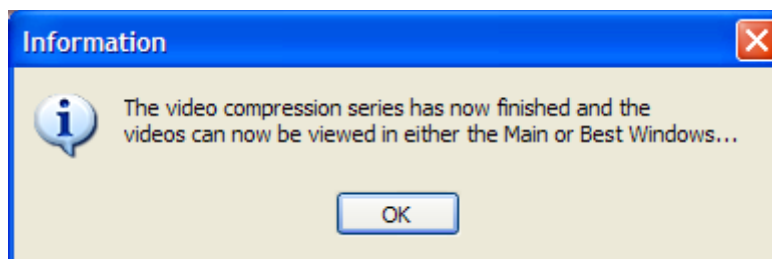 Information
The video compression series has now finished and the
videos can now be viewed in either the Main or Best Windows...
OK